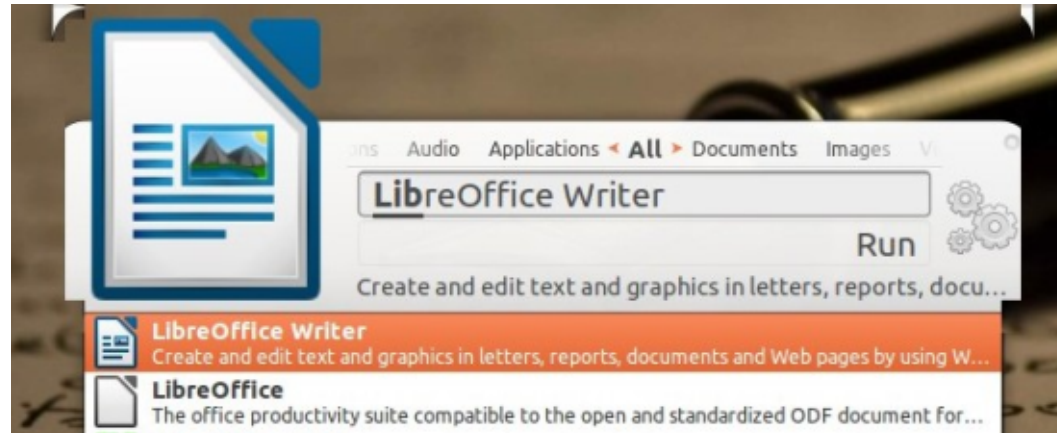 Audio Applications All Documents Images
LibreOffice Writer
Run
Create and edit text and graphics in letters, reports, docu...
LibreOffice Writer
Create and edit text and graphics in letters, reports, documents and Web pages by using W...
LibreOffice
The office productivity suite compatible to the open and standardized ODF document for...